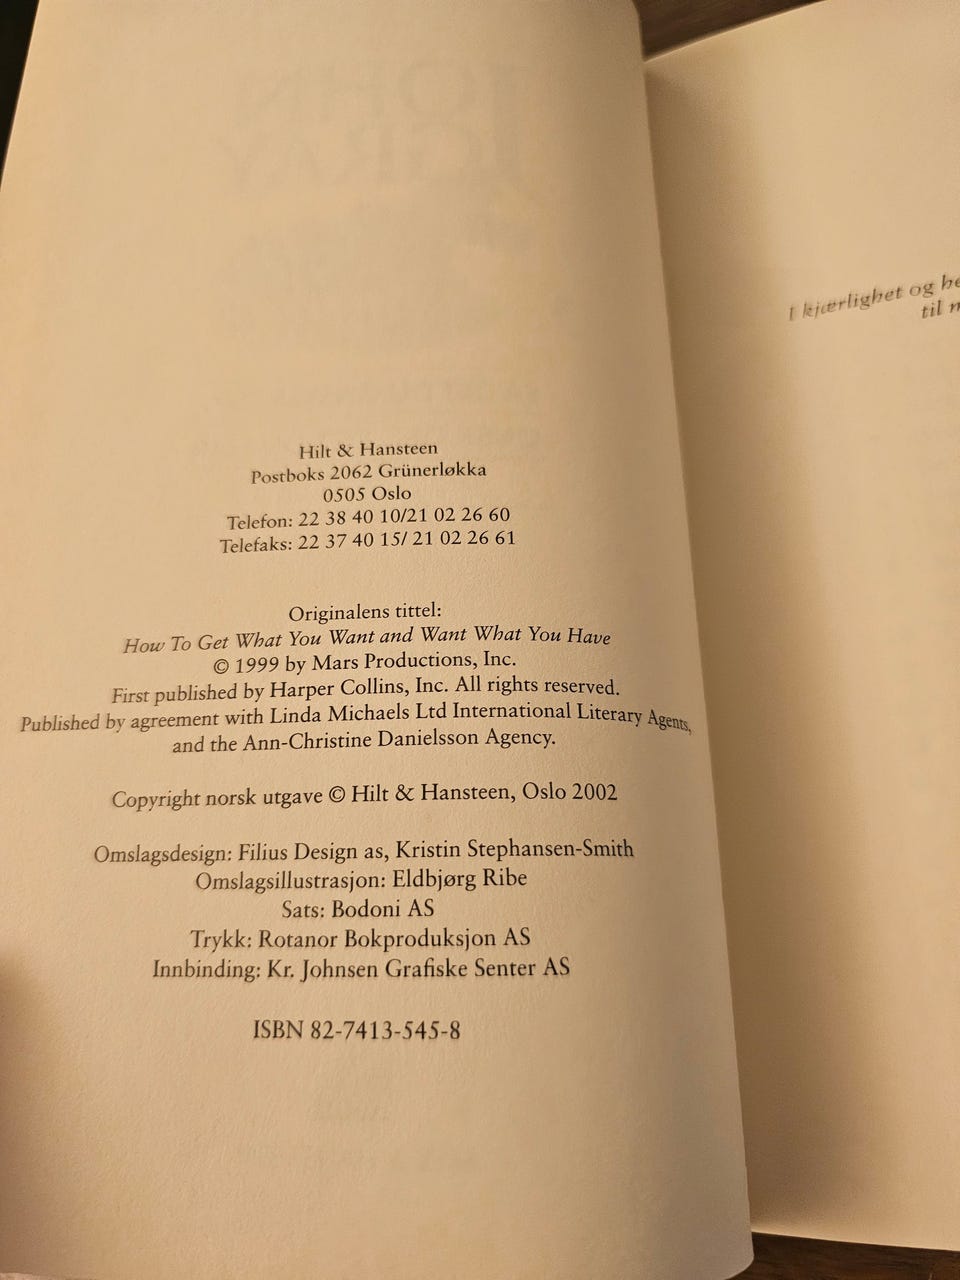 Hilt & Hansteen
Postboks 2062 Grünerløkka
0505 Oslo
Telefon: 22 38 40 10/21 02 26 60
Telefaks: 22 37 40 15/ 21 02 26 61
Originalens tittel:
How To Get What You Want and Want What You Have
© 1999 by Mars Productions, Inc.
First published by Harper Collins, Inc. All rights reserved.
Published by agreement with Linda Michaels Ltd International Literary Agents,
and the Ann-Christine Danielsson Agency.
Copyright norsk utgave © Hilt & Hansteen, Oslo 2002
Omslagsdesign: Filius Design as, Kristin Stephansen-Smith
Omslagsillustrasjon: Eldbjørg Ribe
Sats: Bodoni AS
Trykk: Rotanor Bokproduksjon AS
Innbinding: Kr. Johnsen Grafiske Senter AS
ISBN 82-7413-545-8
I kjærlighet og
til